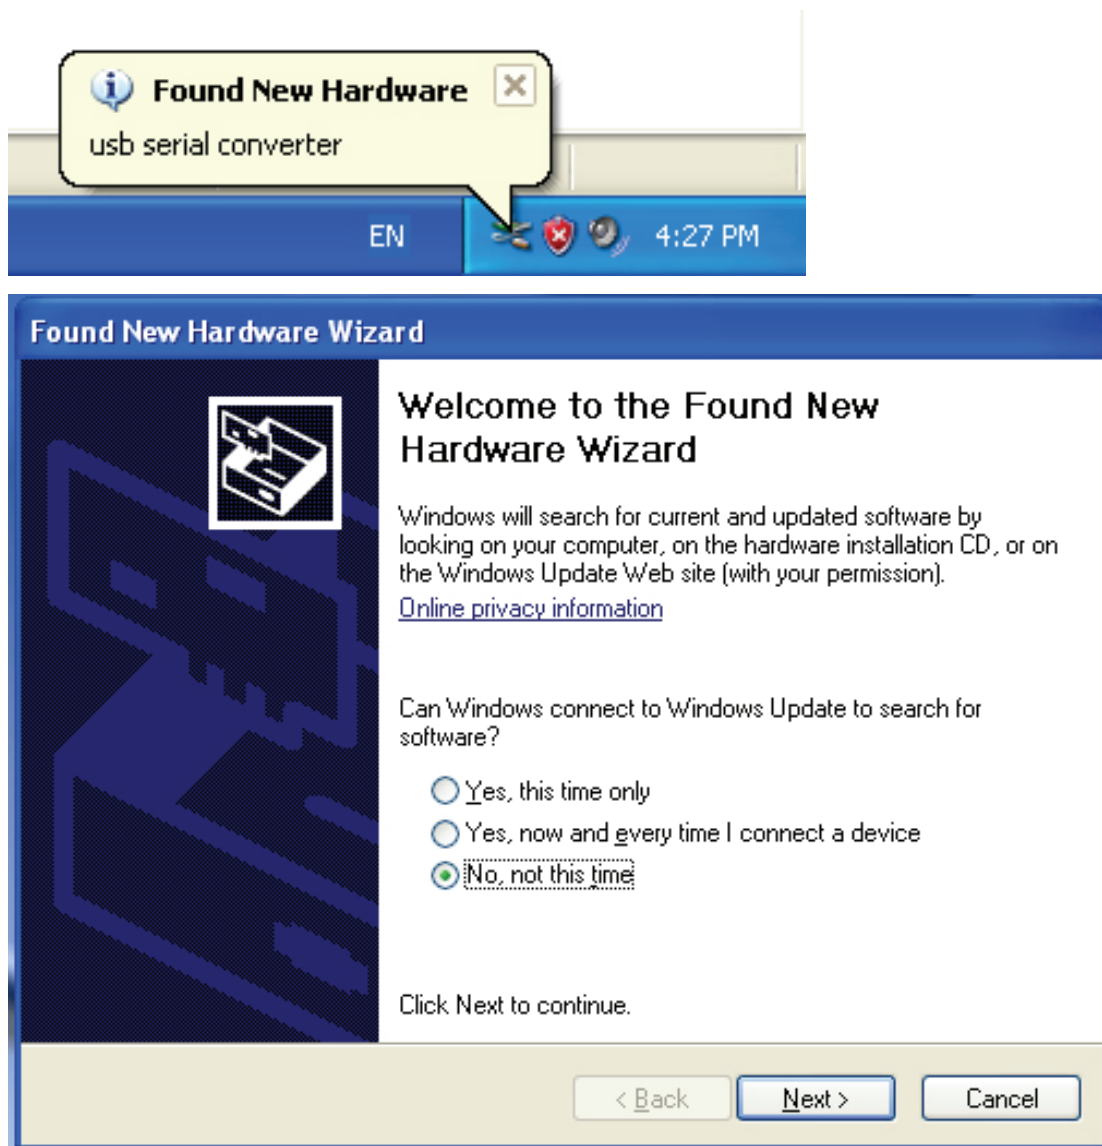 Found New Hardware
usb serial converter
EN
4:27 PM
Found New Hardware Wizard
Welcome to the Found New
Hardware Wizard
Windows will search for current and updated software by
looking on your computer, on the hardware installation CD, or on
the Windows Update Web site (with your permission).
Online privacy information
Can Windows connect to Windows Update to search for
software?
Yes, this time only
Yes, now and every time I connect a device
No, not this time
Click Next to continue.
< Back
Next >
Cancel